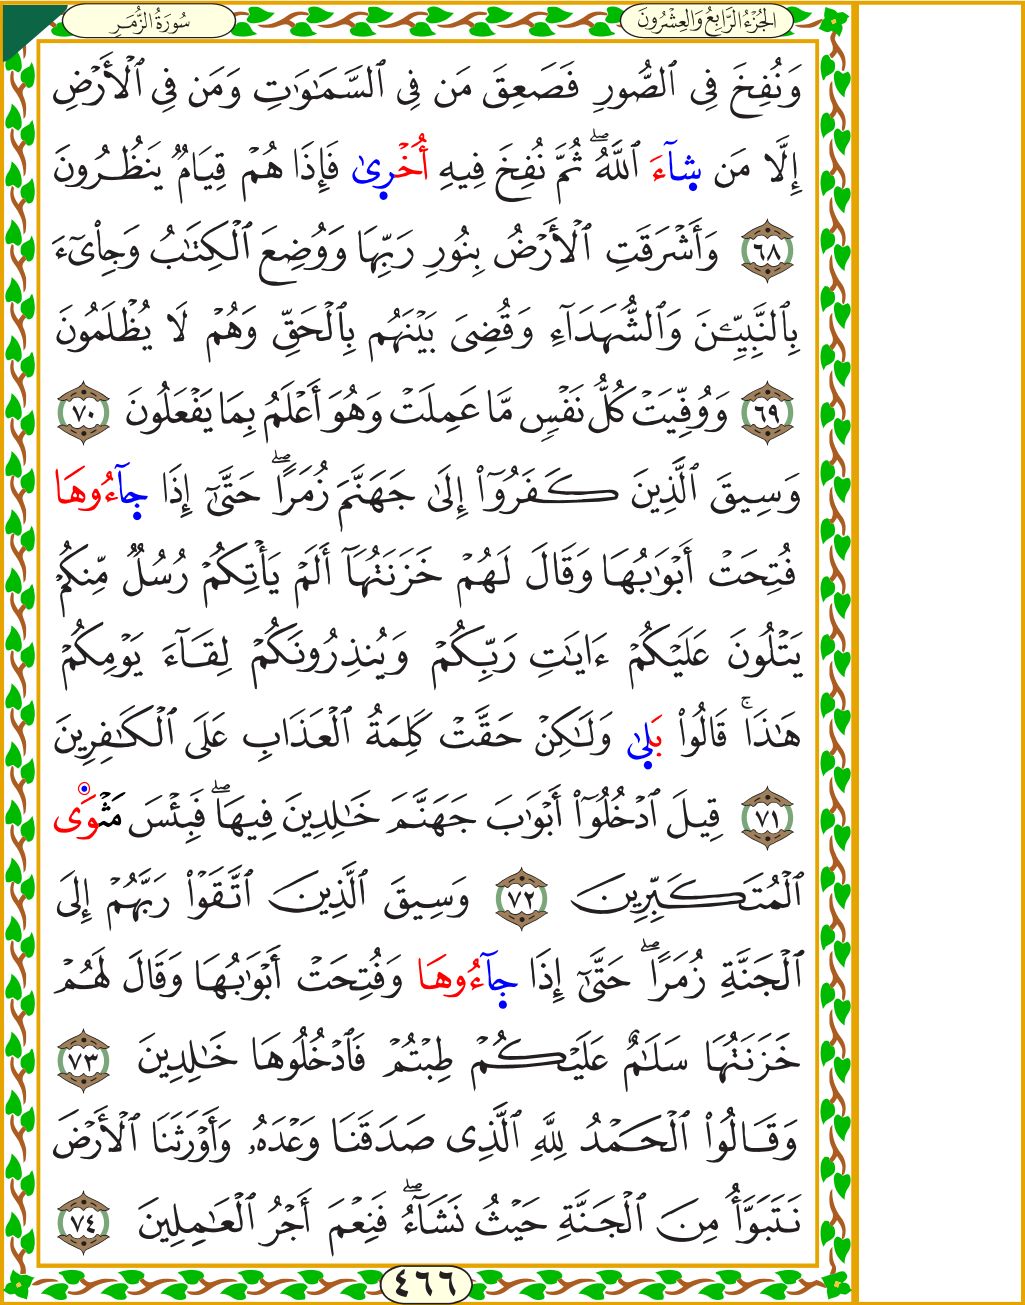 الجُزْءُ الرَّابِعُ وَالعِشْرُونَ
سُورَةُ الزُّمَرِ
وَنُفِخَ فِي ٱلصُّورِ فَصَعِقَ مَن فِي ٱلسَّمَٰوَٰتِ وَمَن فِي ٱلْأَرْضِ
إِلَّا مَن شَآءَ ٱللَّهُۖ ثُمَّ نُفِخَ فِيهِ أُخْرَىٰ فَإِذَا هُمْ قِيَامٌ يَنظُرُونَ
٦٨ وَأَشْرَقَتِ ٱلْأَرْضُ بِنُورِ رَبِّهَا وَوُضِعَ ٱلْكِتَٰبُ وَجِاْيٓءَ
بِٱلنَّبِيِّـۧنَ وَٱلشُّهَدَآءِ وَقُضِيَ بَيْنَهُم بِٱلْحَقِّ وَهُمْ لَا يُظْلَمُونَ
٦٩ وَوُفِّيَتْ كُلُّ نَفْسٍ مَّا عَمِلَتْ وَهُوَ أَعْلَمُ بِمَا يَفْعَلُونَ ٧٠
وَسِيقَ ٱلَّذِينَ كَفَرُوٓاْ إِلَىٰ جَهَنَّمَ زُمَرًاۖ حَتَّىٰٓ إِذَا جَآءُوهَا
فُتِحَتْ أَبْوَٰبُهَا وَقَالَ لَهُمْ خَزَنَتُهَآ أَلَمْ يَأْتِكُمْ رُسُلٌ مِّنكُمْ
يَتْلُونَ عَلَيْكُمْ ءَايَٰتِ رَبِّكُمْ وَيُنذِرُونَكُمْ لِقَآءَ يَوْمِكُمْ
هَٰذَاۚ قَالُواْ بَلَىٰ وَلَٰكِنْ حَقَّتْ كَلِمَةُ ٱلْعَذَابِ عَلَى ٱلْكَٰفِرِينَ
٧١ قِيلَ ٱدْخُلُوٓاْ أَبْوَٰبَ جَهَنَّمَ خَٰلِدِينَ فِيهَاۖ فَبِئْسَ مَثْوَى
ٱلْمُتَكَبِّرِينَ ٧٢ وَسِيقَ ٱلَّذِينَ ٱتَّقَوْاْ رَبَّهُمْ إِلَى
ٱلْجَنَّةِ زُمَرًاۖ حَتَّىٰٓ إِذَا جَآءُوهَا وَفُتِحَتْ أَبْوَٰبُهَا وَقَالَ لَهُمْ
خَزَنَتُهَا سَلَٰمٌ عَلَيْكُمْ طِبْتُمْ فَٱدْخُلُوهَا خَٰلِدِينَ ٧٣
وَقَالُواْ ٱلْحَمْدُ لِلَّهِ ٱلَّذِي صَدَقَنَا وَعْدَهُۥ وَأَوْرَثَنَا ٱلْأَرْضَ
نَتَبَوَّأُ مِنَ ٱلْجَنَّةِ حَيْثُ نَشَآءُۖ فَنِعْمَ أَجْرُ ٱلْعَٰمِلِينَ ٧٤
٤٦٦